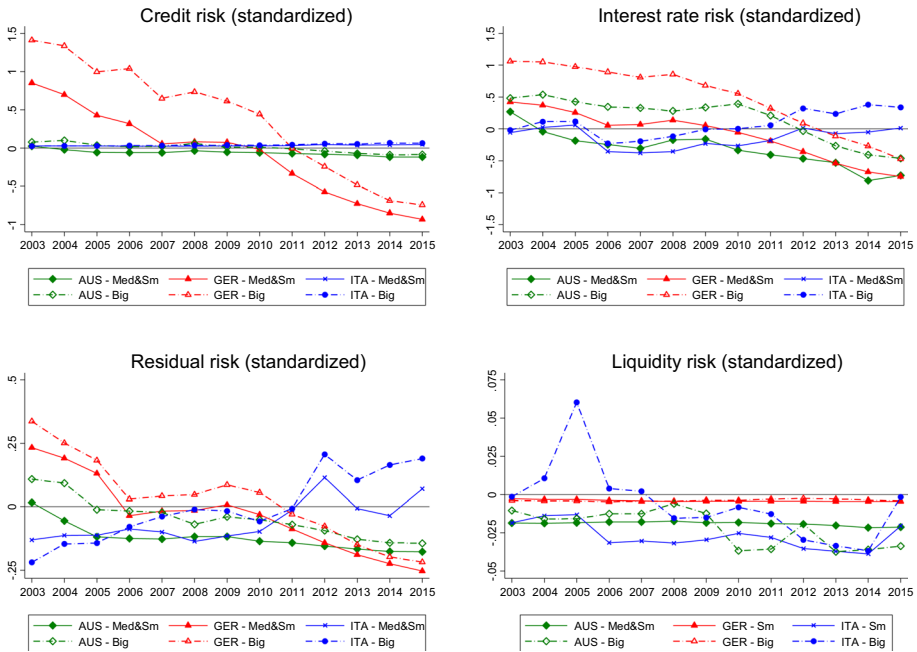 Credit risk (standardized)
1.5
1
.5
0
-.5
-1
2003 2004 2005 2006 2007 2008 2009 2010 2011 2012 2013 2014 2015
AUS - Med&Sm GER - Med&Sm ITA - Med&Sm
AUS - Big GER - Big ITA - Big
Interest rate risk (standardized)
1.5
1
.5
0
-.5
-1
-1.5
2003 2004 2005 2006 2007 2008 2009 2010 2011 2012 2013 2014 2015
AUS - Med&Sm GER - Med&Sm ITA - Med&Sm
AUS - Big GER - Big ITA - Big
Residual risk (standardized)
.5
.25
0
-.25
2003 2004 2005 2006 2007 2008 2009 2010 2011 2012 2013 2014 2015
AUS - Med&Sm GER - Med&Sm ITA - Med&Sm
AUS - Big GER - Big ITA - Big
Liquidity risk (standardized)
.075
.05
.025
0
-.025
-.05
2003 2004 2005 2006 2007 2008 2009 2010 2011 2012 2013 2014 2015
AUS - Med&Sm GER - Sm ITA - Sm
AUS - Big GER - Big ITA - Big